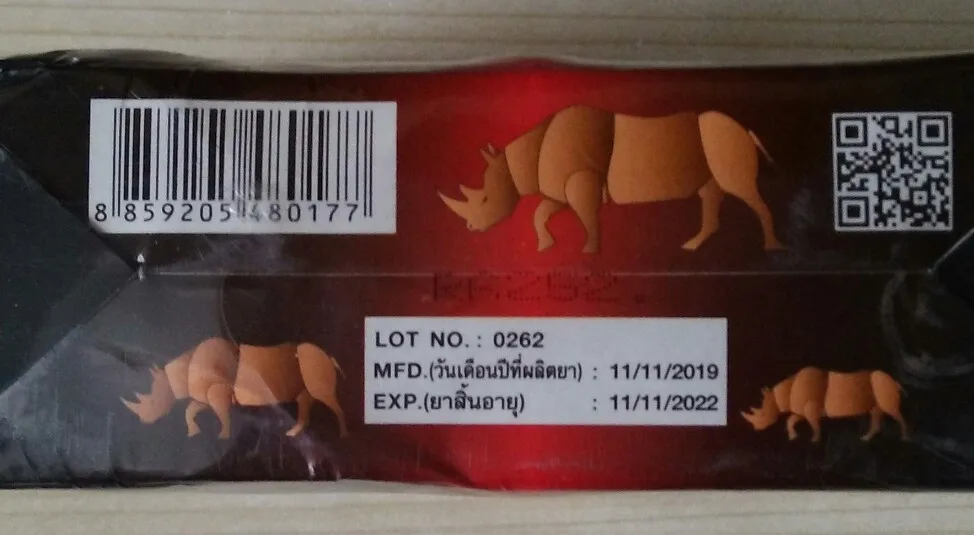 8 859205 480177
LOT NO. : 0262
MFD.(วันเดือนปีที่ผลิตยา) : 11/11/2019
EXP.(ยาสิ้นอายุ) : 11/11/2022